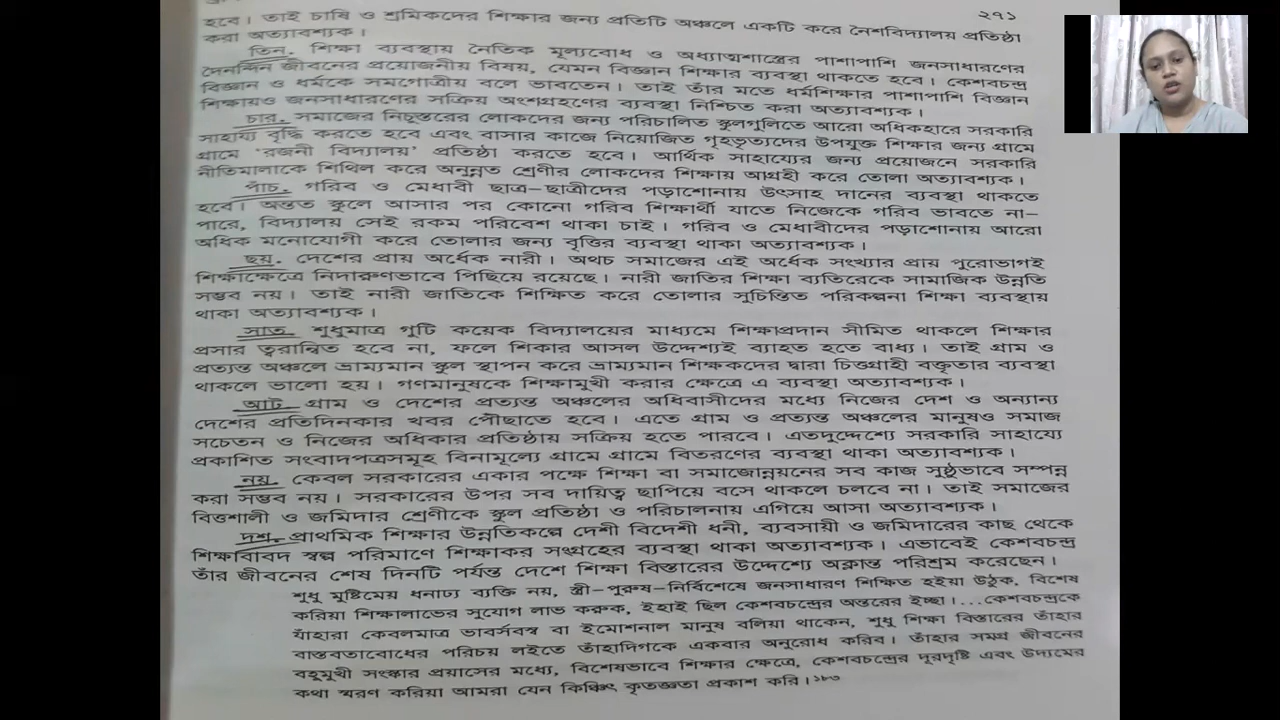 ২৭১
হবে। তাই চাষি ও শ্রমিকদের শিক্ষার জন্য প্রতিটি অঞ্চলে একটি করে নৈশবিদ্যালয় প্রতিষ্ঠা
করা অত্যাবশ্যক।
তিন. শিক্ষা ব্যবস্থায় নৈতিক মূল্যবোধ ও অধ্যাত্মশাস্ত্রের পাশাপাশি জনসাধারণের
দৈনন্দিন জীবনের প্রয়োজনীয় বিষয়, যেমন বিজ্ঞান শিক্ষার ব্যবস্থা থাকতে হবে। কেশবচন্দ্র
বিজ্ঞান ও ধর্মকে সমগোত্রীয় বলে ভাবতেন। তাই তাঁর মতে ধর্মশিক্ষার পাশাপাশি বিজ্ঞান
শিক্ষায়ও জনসাধারণের সক্রিয় অংশগ্রহণের ব্যবস্থা নিশ্চিত করা অত্যাবশ্যক।
চার. সমাজের নিচুস্তরের লোকদের জন্য পরিচালিত স্কুলগুলিতে আরো অধিকহারে সরকারি
সাহায্য বৃদ্ধি করতে হবে এবং বাসার কাজে নিয়োজিত গৃহভৃত্যদের উপযুক্ত শিক্ষার জন্য গ্রামে
গ্রামে ‘রজনী বিদ্যালয়’ প্রতিষ্ঠা করতে হবে। আর্থিক সাহায্যের জন্য প্রয়োজনে সরকারি
নীতিমালাকে শিথিল করে অনুন্নত শ্রেণীর লোকদের শিক্ষায় আগ্রহী করে তোলা অত্যাবশ্যক।
পাঁচ. গরিব ও মেধাবী ছাত্র-ছাত্রীদের পড়াশোনায় উৎসাহ দানের ব্যবস্থা থাকতে
হবে। অন্তত স্কুলে আসার পর কোনো গরিব শিক্ষার্থী যাতে নিজেকে গরিব ভাবতে না-
পারে, বিদ্যালয় সেই রকম পরিবেশ থাকা চাই। গরিব ও মেধাবীদের পড়াশোনায় আরো
অধিক মনোযোগী করে তোলার জন্য বৃত্তির ব্যবস্থা থাকা অত্যাবশ্যক।
ছয়. দেশের প্রায় অর্ধেক নারী। অথচ সমাজের এই অর্ধেক সংখ্যার প্রায় পুরোভাগই
শিক্ষাক্ষেত্রে নিদারুণভাবে পিছিয়ে রয়েছে। নারী জাতির শিক্ষা ব্যতিরেকে সামাজিক উন্নতি
সম্ভব নয়। তাই নারী জাতিকে শিক্ষিত করে তোলার সুচিন্তিত পরিকল্পনা শিক্ষা ব্যবস্থায়
থাকা অত্যাবশ্যক।
সাত. শুধুমাত্র গুটি কয়েক বিদ্যালয়ের মাধ্যমে শিক্ষাপ্রদান সীমিত থাকলে শিক্ষার
প্রসার ত্বরান্বিত হবে না, ফলে শিকার আসল উদ্দেশ্যই ব্যাহত হতে বাধ্য। তাই গ্রাম ও
প্রত্যন্ত অঞ্চলে ভ্রাম্যমান স্কুল স্থাপন করে ভ্রাম্যমান শিক্ষকদের দ্বারা চিত্তগ্রাহী বক্তৃতার ব্যবস্থা
থাকলে ভালো হয়। গণমানুষকে শিক্ষামুখী করার ক্ষেত্রে এ ব্যবস্থা অত্যাবশ্যক।
আট. গ্রাম ও দেশের প্রত্যন্ত অঞ্চলের অধিবাসীদের মধ্যে নিজের দেশ ও অন্যান্য
দেশের প্রতিদিনকার খবর পৌঁছাতে হবে। এতে গ্রাম ও প্রত্যন্ত অঞ্চলের মানুষও সমাজ
সচেতন ও নিজের অধিকার প্রতিষ্ঠায় সক্রিয় হতে পারবে। এতদুদ্দেশ্যে সরকারি সাহায্যে
প্রকাশিত সংবাদপত্রসমূহ বিনামূল্যে গ্রামে গ্রামে বিতরণের ব্যবস্থা থাকা অত্যাবশ্যক।
নয়. কেবল সরকারের একার পক্ষে শিক্ষা বা সমাজোন্নয়নের সব কাজ সুষ্ঠুভাবে সম্পন্ন
করা সম্ভব নয়। সরকারের উপর সব দায়িত্ব ছাপিয়ে বসে থাকলে চলবে না। তাই সমাজের
বিত্তশালী ও জমিদার শ্রেণীকে স্কুল প্রতিষ্ঠা ও পরিচালনায় এগিয়ে আসা অত্যাবশ্যক।
দশ. প্রাথমিক শিক্ষার উন্নতিকল্পে দেশী বিদেশী ধনী, ব্যবসায়ী ও জমিদারের কাছ থেকে
শিক্ষাবাবদ স্বল্প পরিমাণে শিক্ষাকর সংগ্রহের ব্যবস্থা থাকা অত্যাবশ্যক। এভাবেই কেশবচন্দ্র
তাঁর জীবনের শেষ দিনটি পর্যন্ত দেশে শিক্ষা বিস্তারের উদ্দেশ্যে অক্লান্ত পরিশ্রম করেছেন।
শুধু মুষ্টিমেয় ধনাঢ্য ব্যক্তি নয়, স্ত্রী-পুরুষ-নির্বিশেষে জনসাধারণ শিক্ষিত হইয়া উঠুক, বিশেষ
করিয়া শিক্ষালাভের সুযোগ লাভ করুক, ইহাই ছিল কেশবচন্দ্রের অন্তরের ইচ্ছা।...কেশবচন্দ্রকে
যাঁহারা কেবলমাত্র ভাবসর্বস্ব বা ইমোশনাল মানুষ বলিয়া থাকেন, শুধু শিক্ষা বিস্তারের তাঁহার
বাস্তবতাবোধের পরিচয় লইতে তাঁহাদিগকে একবার অনুরোধ করিব। তাঁহার সমগ্র জীবনের
বহুমুখী সংস্কার প্রয়াসের মধ্যে, বিশেষভাবে শিক্ষার ক্ষেত্রে, কেশবচন্দ্রের দূরদৃষ্টি এবং উদ্যমের
কথা স্মরণ করিয়া আমরা যেন কিঞ্চিৎ কৃতজ্ঞতা প্রকাশ করি।১৮৩